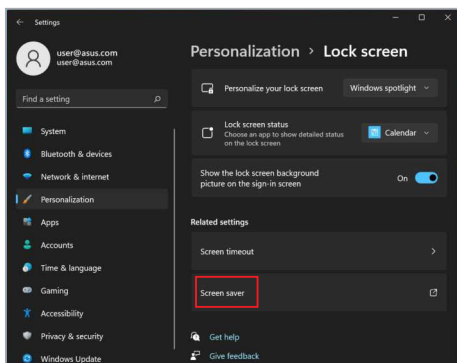 Settings
user@asus.com
user@asus.com
Find a setting
System
Bluetooth & devices
Network & internet
Personalization
Apps
Accounts
Time & language
Gaming
Accessibility
Privacy & security
Windows Update
Personalization > Lock screen
Personalize your lock screen
Windows spotlight
Lock screen status
Choose an app to show detailed status
on the lock screen
Calendar
Show the lock screen background
picture on the sign-in screen
On
Related settings
Screen timeout
Screen saver
Get help
Give feedback